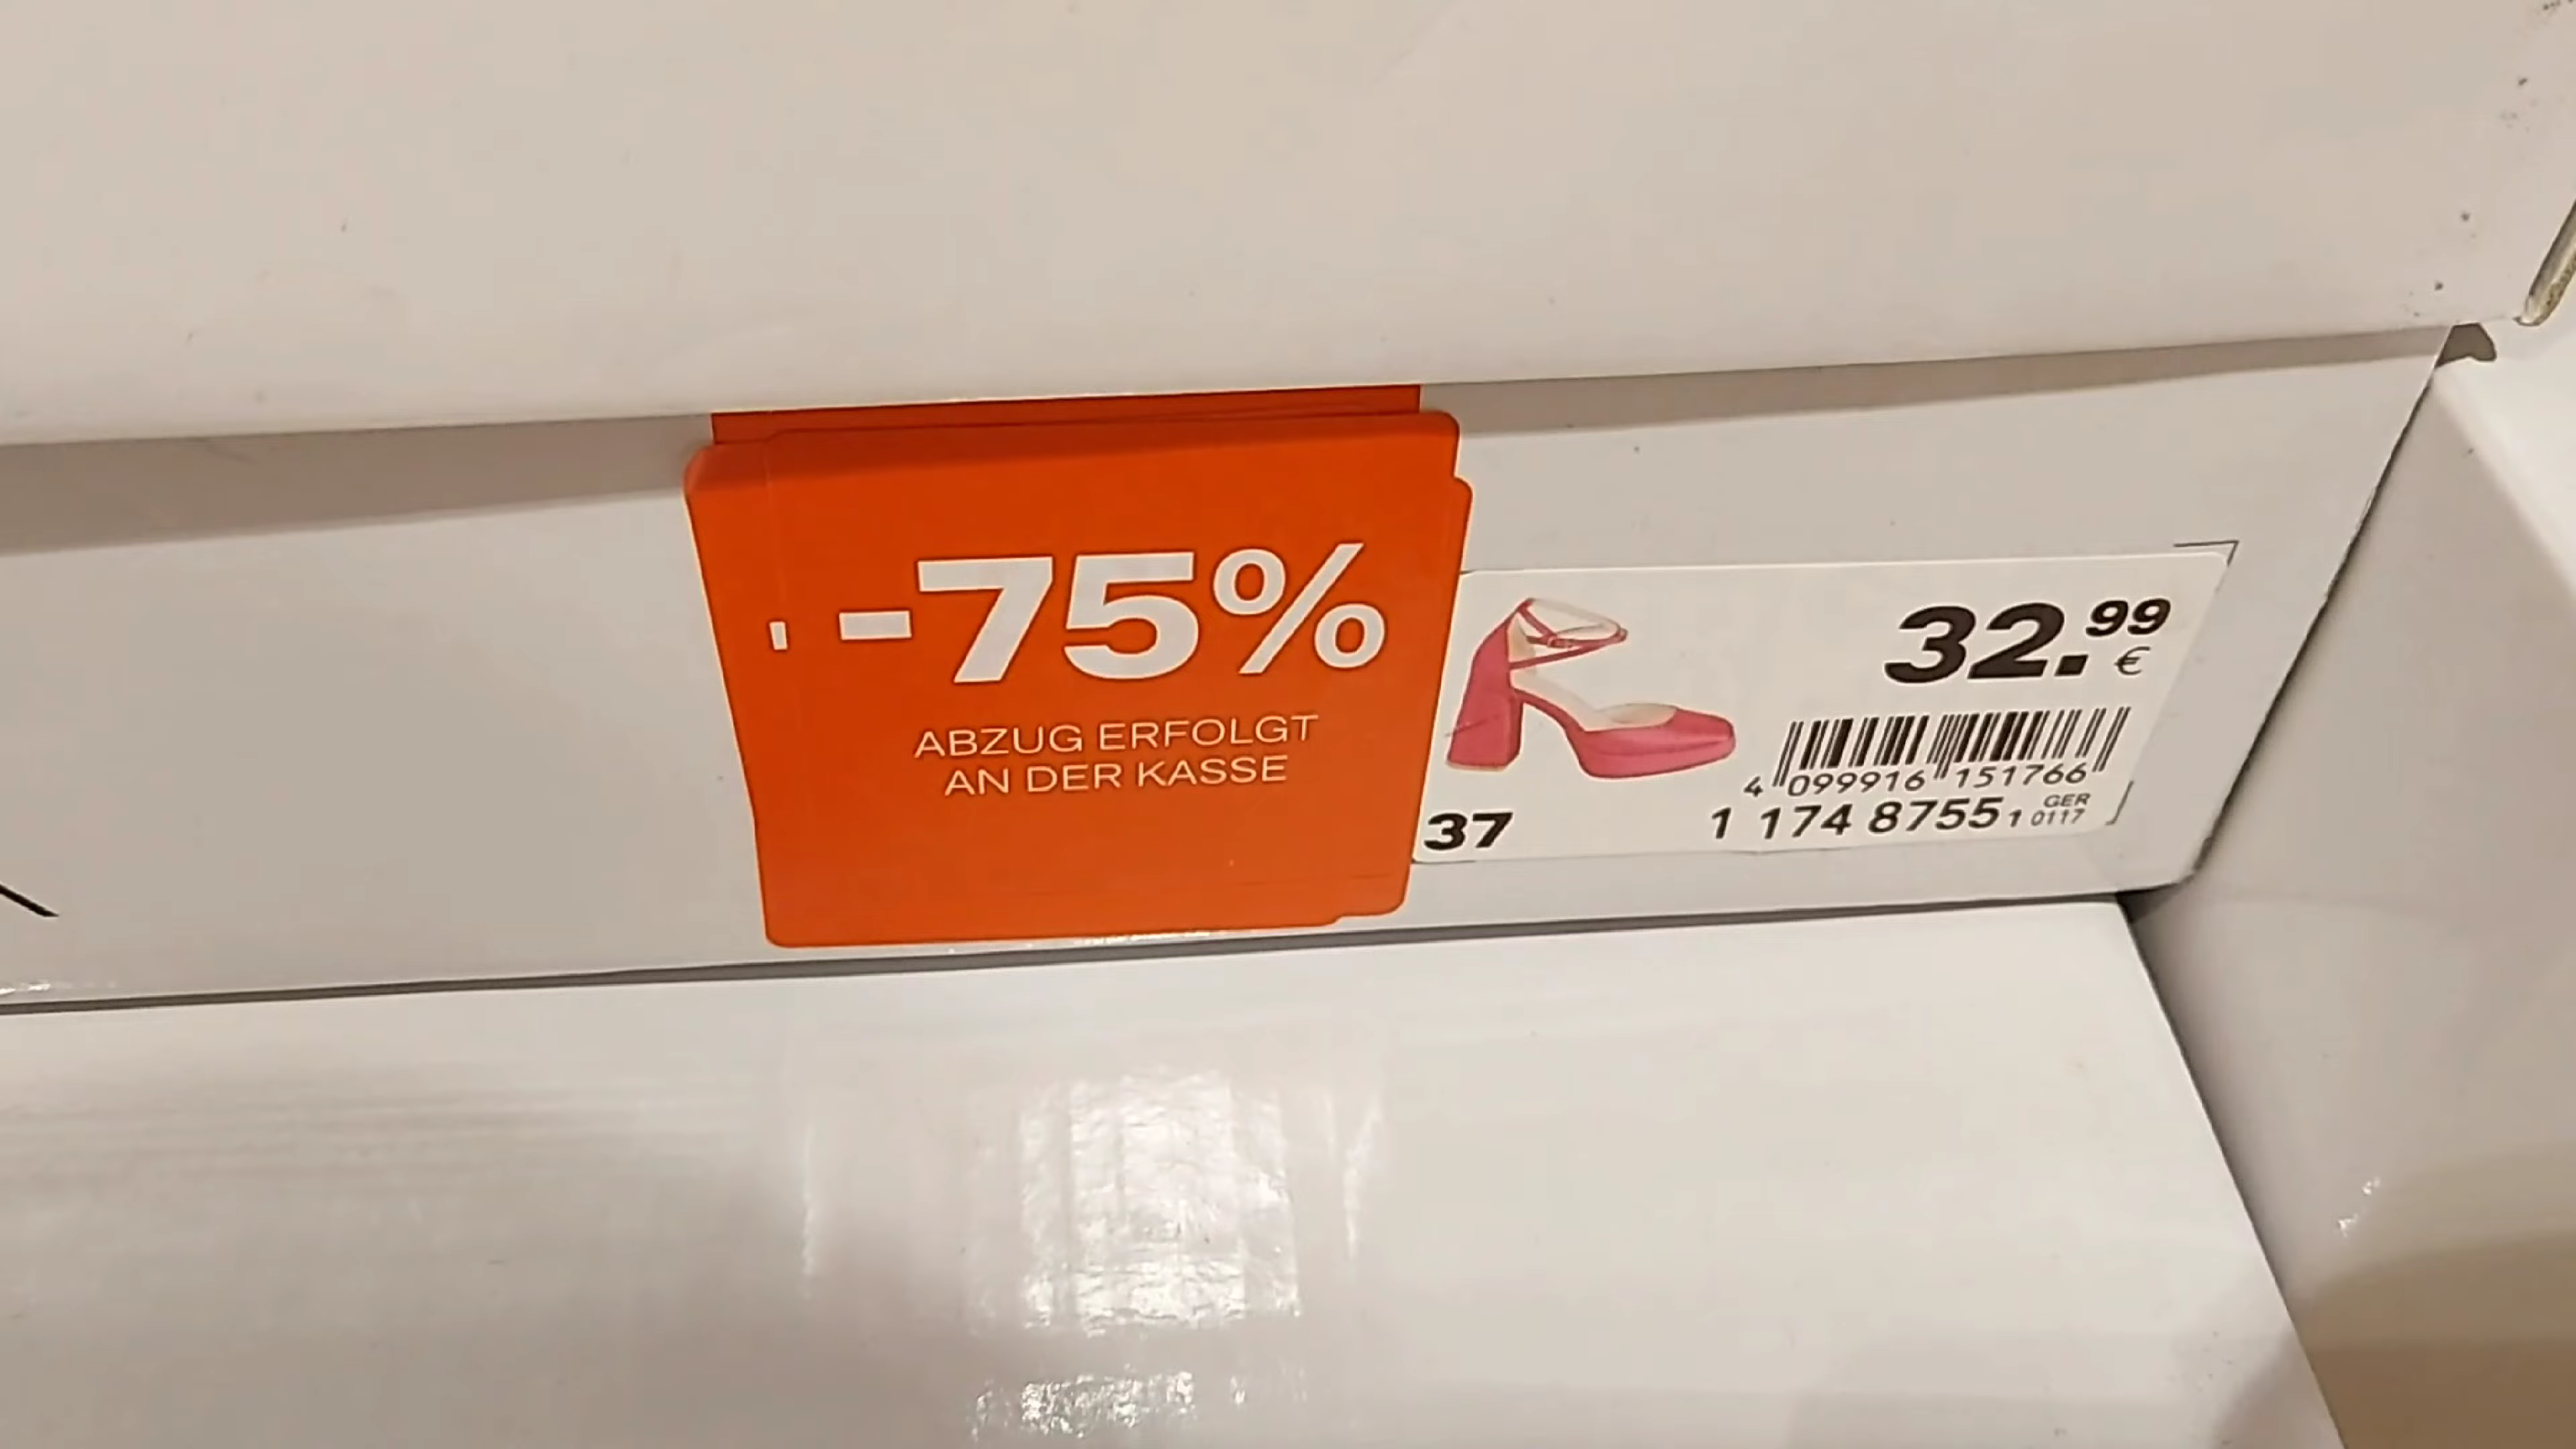 -75%
ABZUG ERFOLGT
AN DER KASSE
32.99
€
4 099916 151766
37
1 174 8755 1 0117
GER